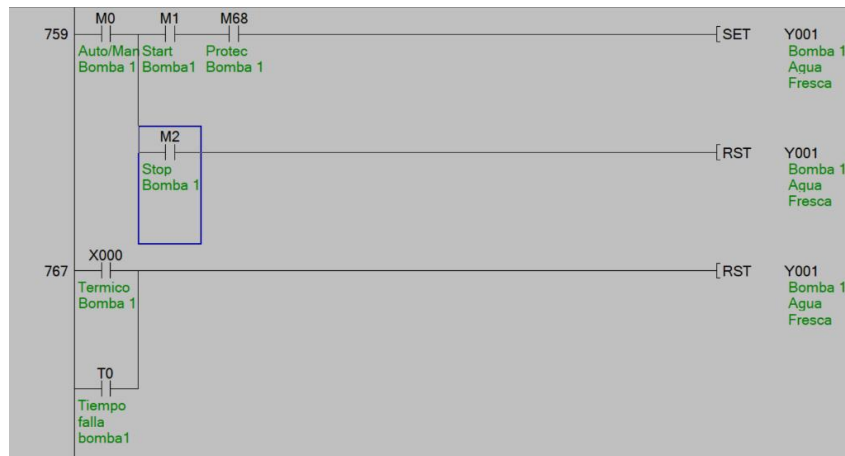 M0 M1 M68
759 [SET Y001
Auto/Man Start Protec Bomba 1
Bomba 1 Bomba1 Bomba 1 Agua
Fresca
M2
[RST Y001
Stop Bomba 1
Bomba 1 Agua
Fresca
X000
767 [RST Y001
Termico Bomba 1
Bomba 1 Agua
Fresca
T0
Tiempo
falla
bomba1